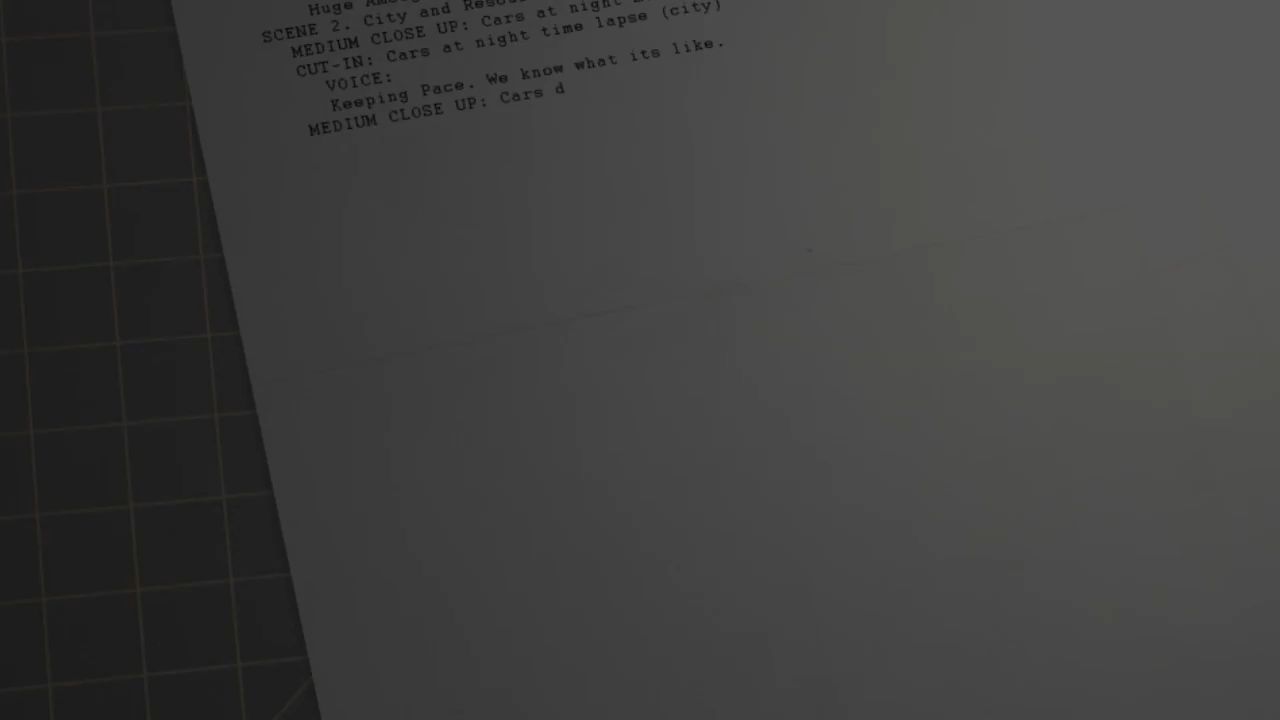 Huge
SCENE 2. City and
MEDIUM CLOSE UP: Cars at night
CUT-IN: Cars at night time lapse (city)
VOICE:
Keeping Pace. We know what its like.
MEDIUM CLOSE UP: Cars d